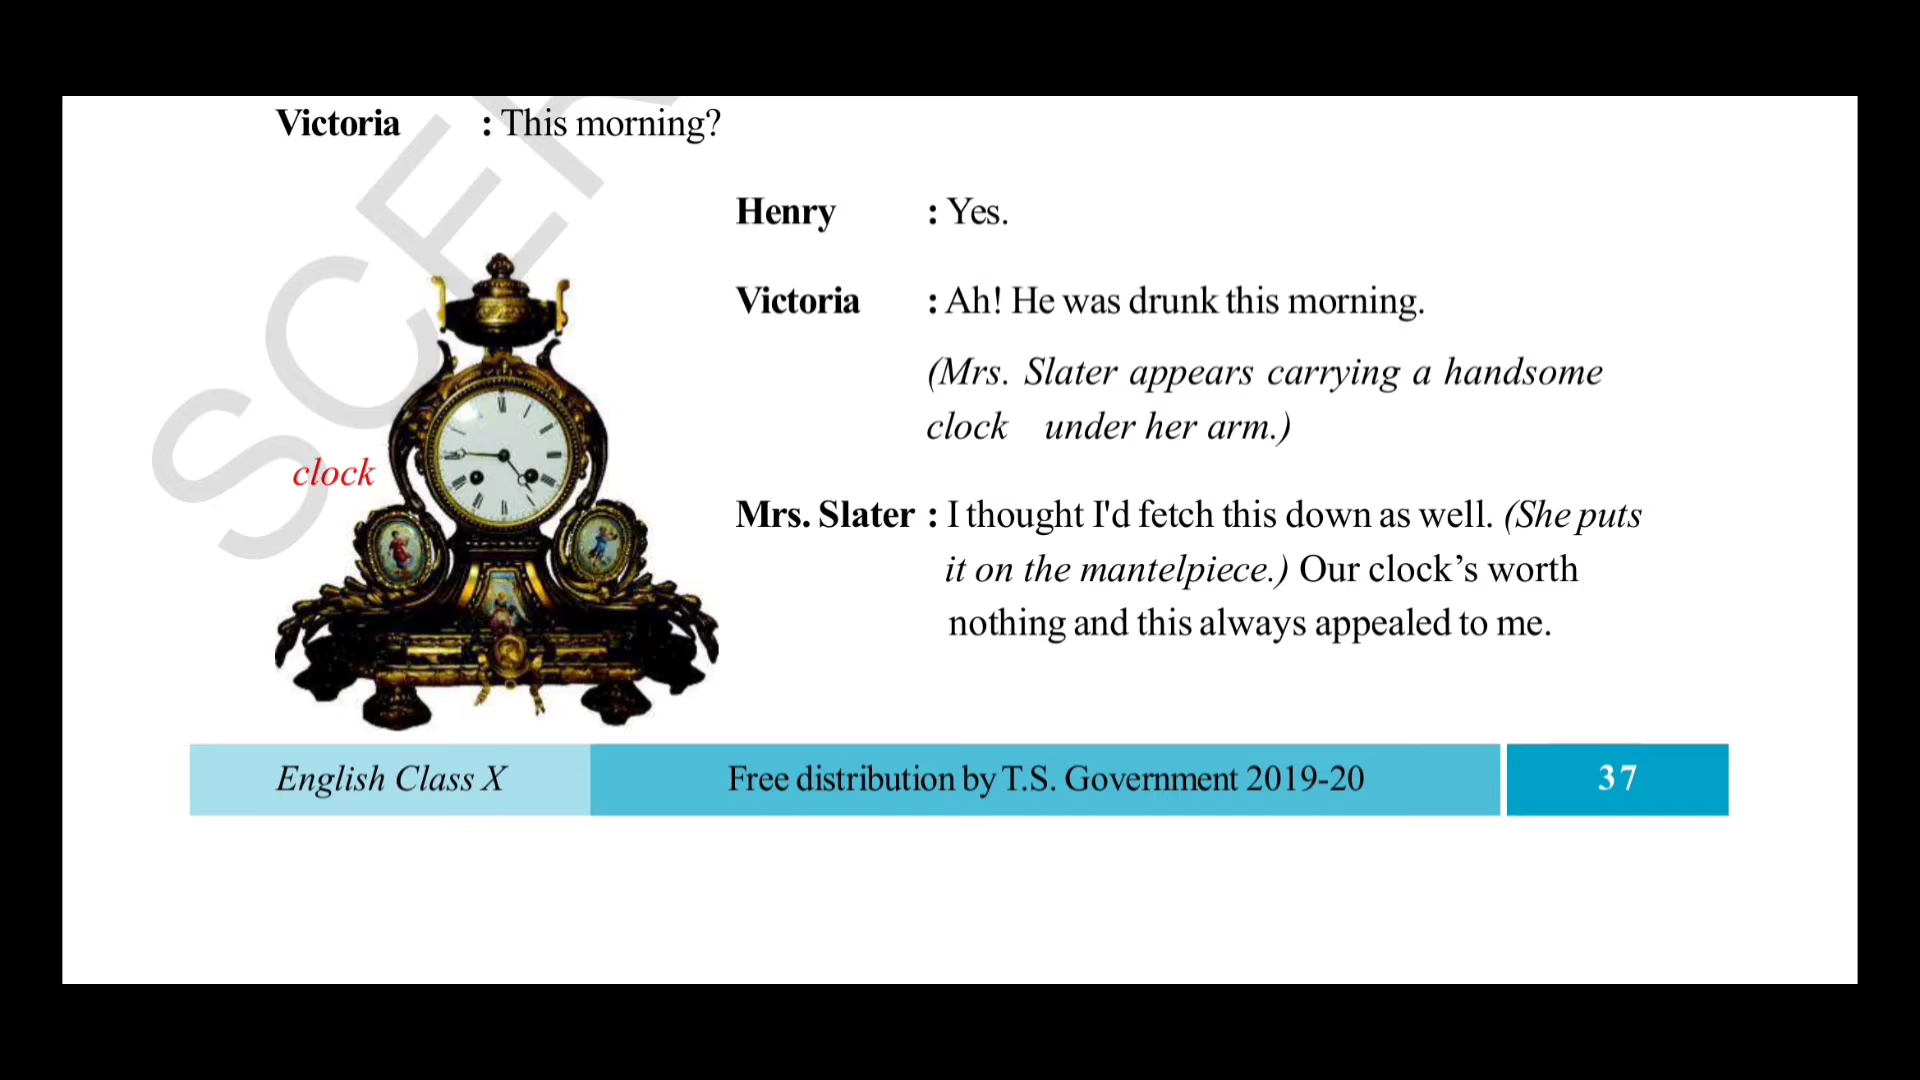 Victoria : This morning?
Henry : Yes.
Victoria : Ah! He was drunk this morning.
(Mrs. Slater appears carrying a handsome
clock under her arm.)
clock
Mrs. Slater : I thought I'd fetch this down as well. (She puts
it on the mantelpiece.) Our clock’s worth
nothing and this always appealed to me.
English Class X Free distribution by T.S. Government 2019-20 37
SCER